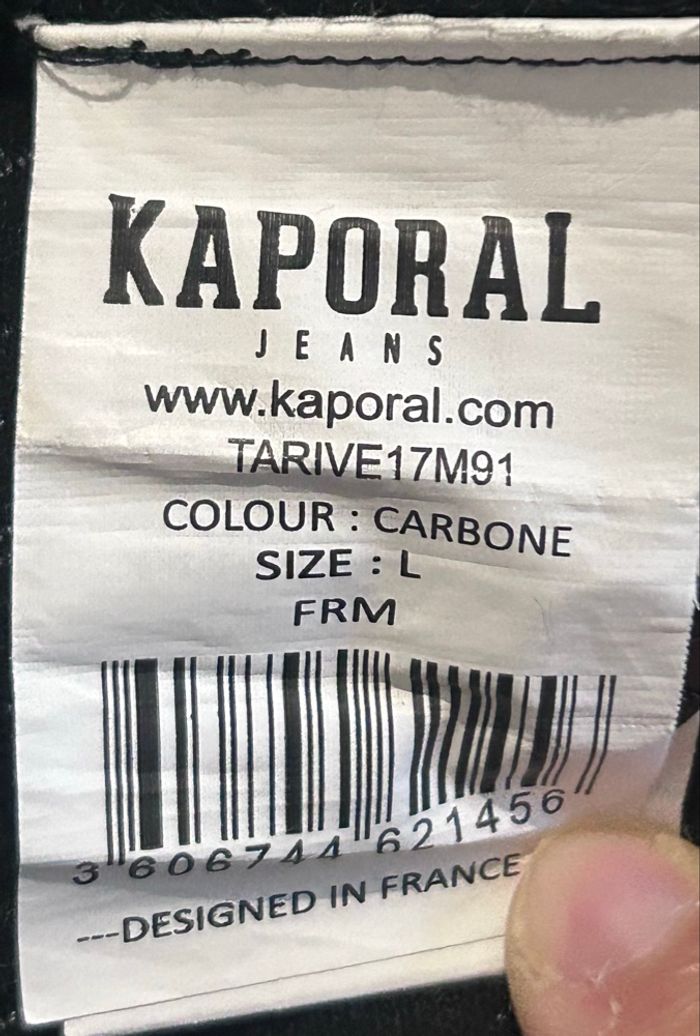 KAPORAL
JEANS
www.kaporal.com
TARIVE17M91
COLOUR : CARBONE
SIZE : L
FRM
3 606744 621456
---DESIGNED IN FRANCE